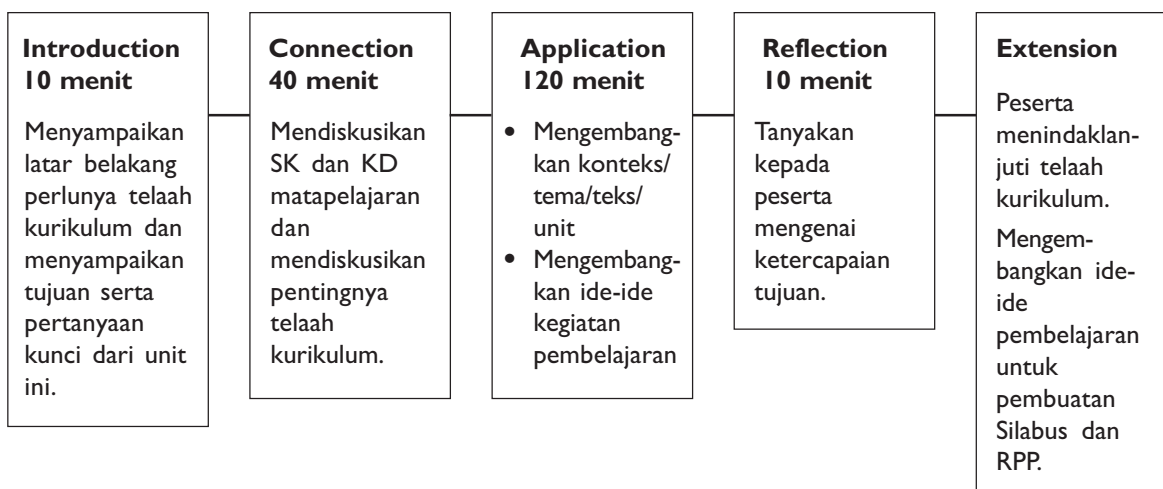 Introduction
10 menit
Menyampaikan
latar belakang
perlunya telaah
kurikulum dan
menyampaikan
tujuan serta
pertanyaan
kunci dari unit
ini.
Connection
40 menit
Mendiskusikan
SK dan KD
matapelajaran
dan
mendiskusikan
pentingnya
telaah
kurikulum.
Application
120 menit
• Mengembang-
kan konteks/
tema/teks/
unit
• Mengembang-
kan ide-ide
kegiatan
pembelajaran
Reflection
10 menit
Tanyakan
kepada
peserta
mengenai
ketercapaian
tujuan.
Extension
Peserta
menindaklan-
juti telaah
kurikulum.
Mengem-
bangkan ide-
ide
pembelajaran
untuk
pembuatan
Silabus dan
RPP.